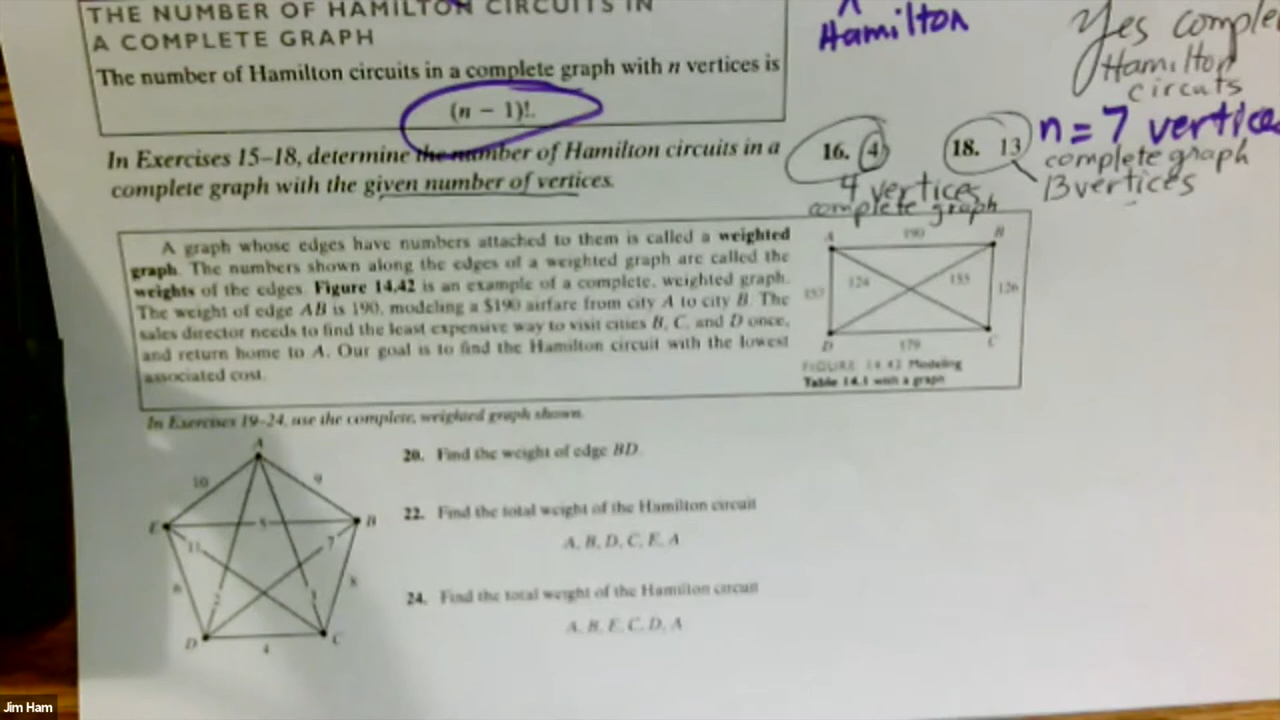 THE NUMBER OF HAMILTON CIRCUITS IN
A COMPLETE GRAPH
The number of Hamilton circuits in a complete graph with n vertices is
(n − 1)!.
Hamilton
Yes comple
Hamilton
circuts
n = 7 vertice
In Exercises 15–18, determine the number of Hamilton circuits in a
complete graph with the given number of vertices.
16. 4
4 vertices
complete graph
18. 13
complete graph
13 vertices
A graph whose edges have numbers attached to them is called a weighted
graph. The numbers shown along the edges of a weighted graph are called the
weights of the edges. Figure 14.42 is an example of a complete, weighted graph.
The weight of edge AB is 190, modeling a $190 airfare from city A to city B. The
sales director needs to find the least expensive way to visit cities B, C, and D once,
and return home to A. Our goal is to find the Hamilton circuit with the lowest
associated cost.
A 190 B
124 155 126
D 179 C
FIGURE 14.42 Modeling
Table 14.1 with a graph
In Exercises 19–24, use the complete, weighted graph shown.
A
10 9
E 5 B
11 7
6 8
D 4 C
20. Find the weight of edge BD.
22. Find the total weight of the Hamilton circuit
A, B, D, C, E, A
24. Find the total weight of the Hamilton circuit
A, B, E, C, D, A
Jim Ham